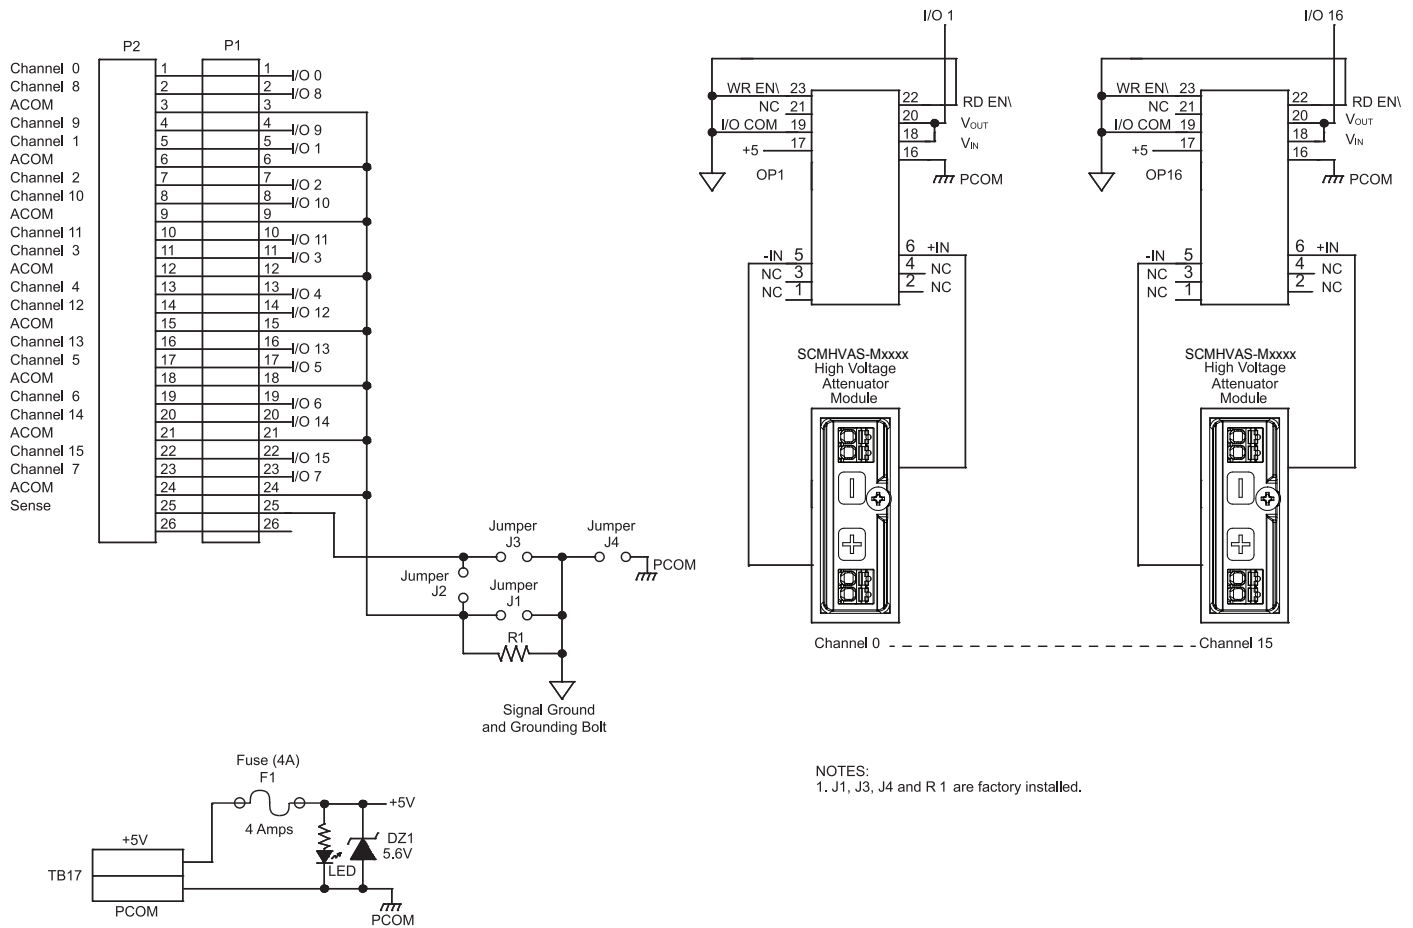 P2 P1
Channel 0 1 1 I/O 0
Channel 8 2 2 I/O 8
ACOM 3 3
Channel 9 4 4 I/O 9
Channel 1 5 5 I/O 1
ACOM 6 6
Channel 2 7 7 I/O 2
Channel 10 8 8 I/O 10
ACOM 9 9
Channel 11 10 10 I/O 11
Channel 3 11 11 I/O 3
ACOM 12 12
Channel 4 13 13 I/O 4
Channel 12 14 14 I/O 12
ACOM 15 15
Channel 13 16 16 I/O 13
Channel 5 17 17 I/O 5
ACOM 18 18
Channel 6 19 19 I/O 6
Channel 14 20 20 I/O 14
ACOM 21 21
Channel 15 22 22 I/O 15
Channel 7 23 23 I/O 7
ACOM 24 24
Sense 25 25
26 26
Jumper
J3
Jumper
J4
PCOM
Jumper
J2
Jumper
J1
R1
Signal Ground
and Grounding Bolt
I/O 1
WR EN\ 23
NC 21
I/O COM 19
+5 17
22 RD EN\
20 VOUT
18 VIN
16
PCOM
OP1
-IN 5
NC 3
NC 1
6 +IN
4 NC
2 NC
SCMHVAS-Mxxxx
High Voltage
Attenuator
Module
Channel 0
I/O 16
WR EN\ 23
NC 21
I/O COM 19
+5 17
22 RD EN\
20 VOUT
18 VIN
16
PCOM
OP16
-IN 5
NC 3
NC 1
6 +IN
4 NC
2 NC
SCMHVAS-Mxxxx
High Voltage
Attenuator
Module
Channel 15
Fuse (4A)
F1
4 Amps
+5V
+5V
TB17
PCOM
LED
DZ1
5.6V
PCOM
NOTES:
1. J1, J3, J4 and R 1 are factory installed.